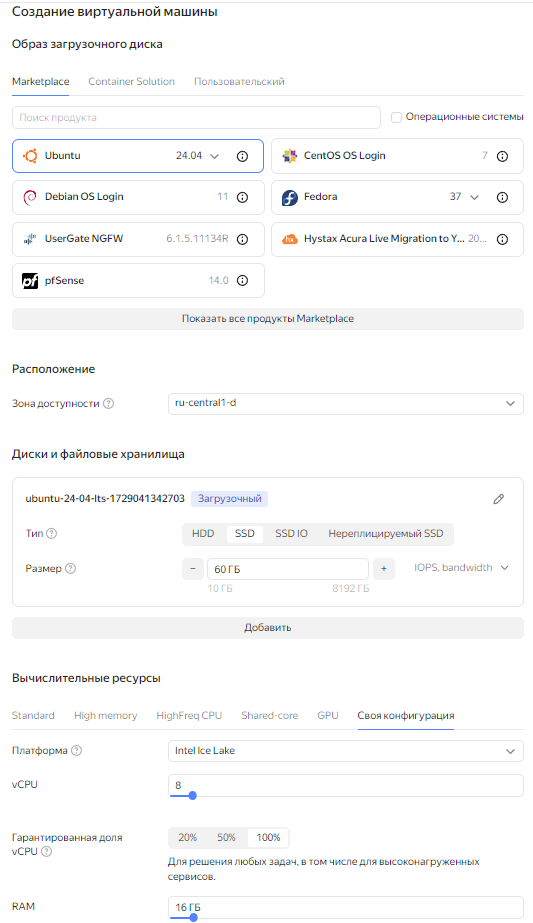 Создание виртуальной машины
Образ загрузочного диска
Marketplace Container Solution Пользовательский
Поиск продукта Операционные системы
Ubuntu 24.04 CentOS OS Login 7
Debian OS Login 11 Fedora 37
UserGate NGFW 6.1.5.11134R hx Hystax Acura Live Migration to Y... 20...
pf pfSense 14.0
Показать все продукты Marketplace
Расположение
Зона доступности ? ru-central1-d
Диски и файловые хранилища
ubuntu-24-04-lts-1729041342703 Загрузочный
Тип ? HDD SSD SSD IO Нереплицируемый SSD
Размер ? − 60 ГБ + IOPS, bandwidth
10 ГБ 8192 ГБ
Добавить
Вычислительные ресурсы
Standard High memory HighFreq CPU Shared-core GPU Своя конфигурация
Платформа ? Intel Ice Lake
vCPU 8
Гарантированная доля
vCPU ? 20% 50% 100%
Для решения любых задач, в том числе для высоконагруженных
сервисов.
RAM 16 ГБ